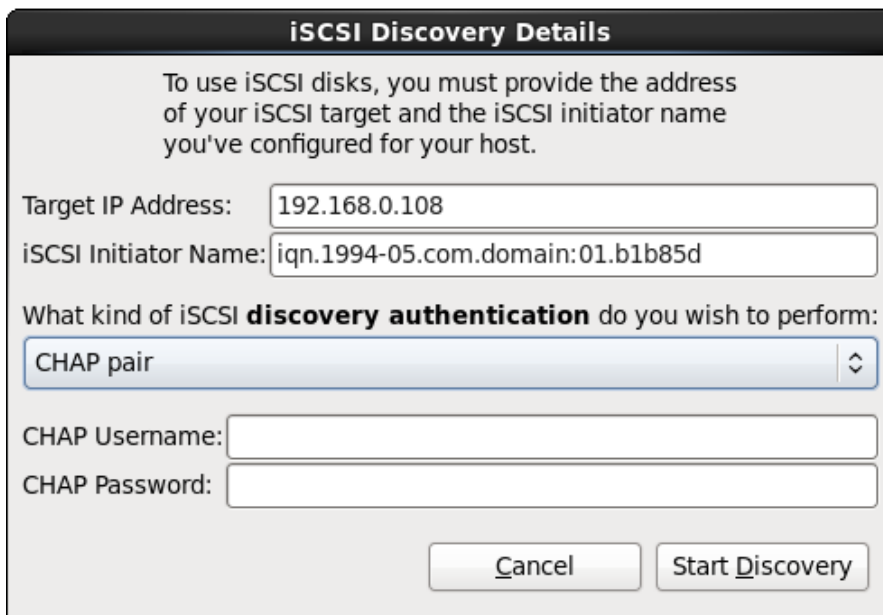 iSCSI Discovery Details
To use iSCSI disks, you must provide the address
of your iSCSI target and the iSCSI initiator name
you've configured for your host.
Target IP Address: 192.168.0.108
iSCSI Initiator Name: iqn.1994-05.com.domain:01.b1b85d
What kind of iSCSI discovery authentication do you wish to perform:
CHAP pair
CHAP Username:
CHAP Password:
Cancel Start Discovery